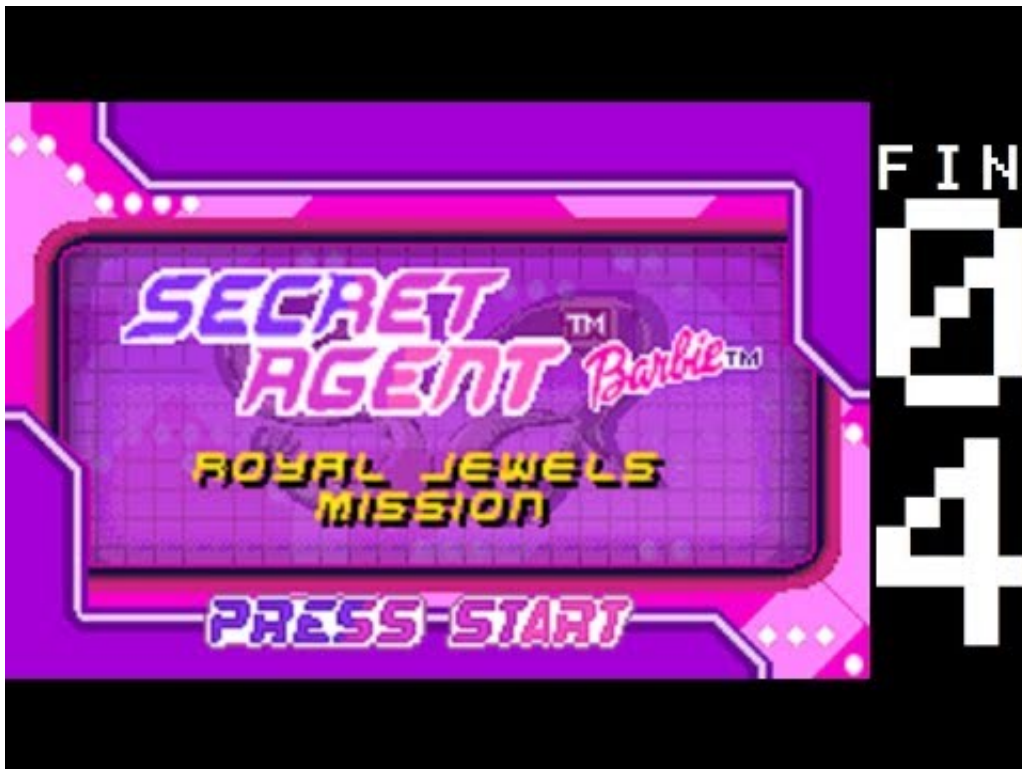 SECRET
AGENT™ Barbie™
ROYAL JEWELS
MISSION
PRESS START
FIN
0
4